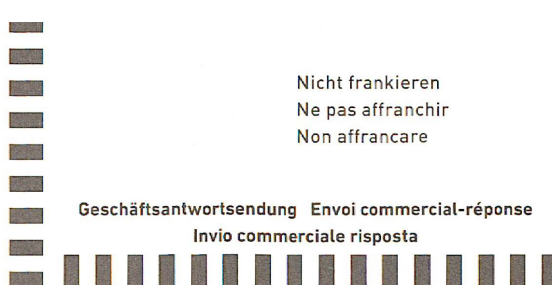 Nicht frankieren
Ne pas affranchir
Non affrancare
Geschäftsantwortsendung Envoi commercial-réponse
Invio commerciale risposta